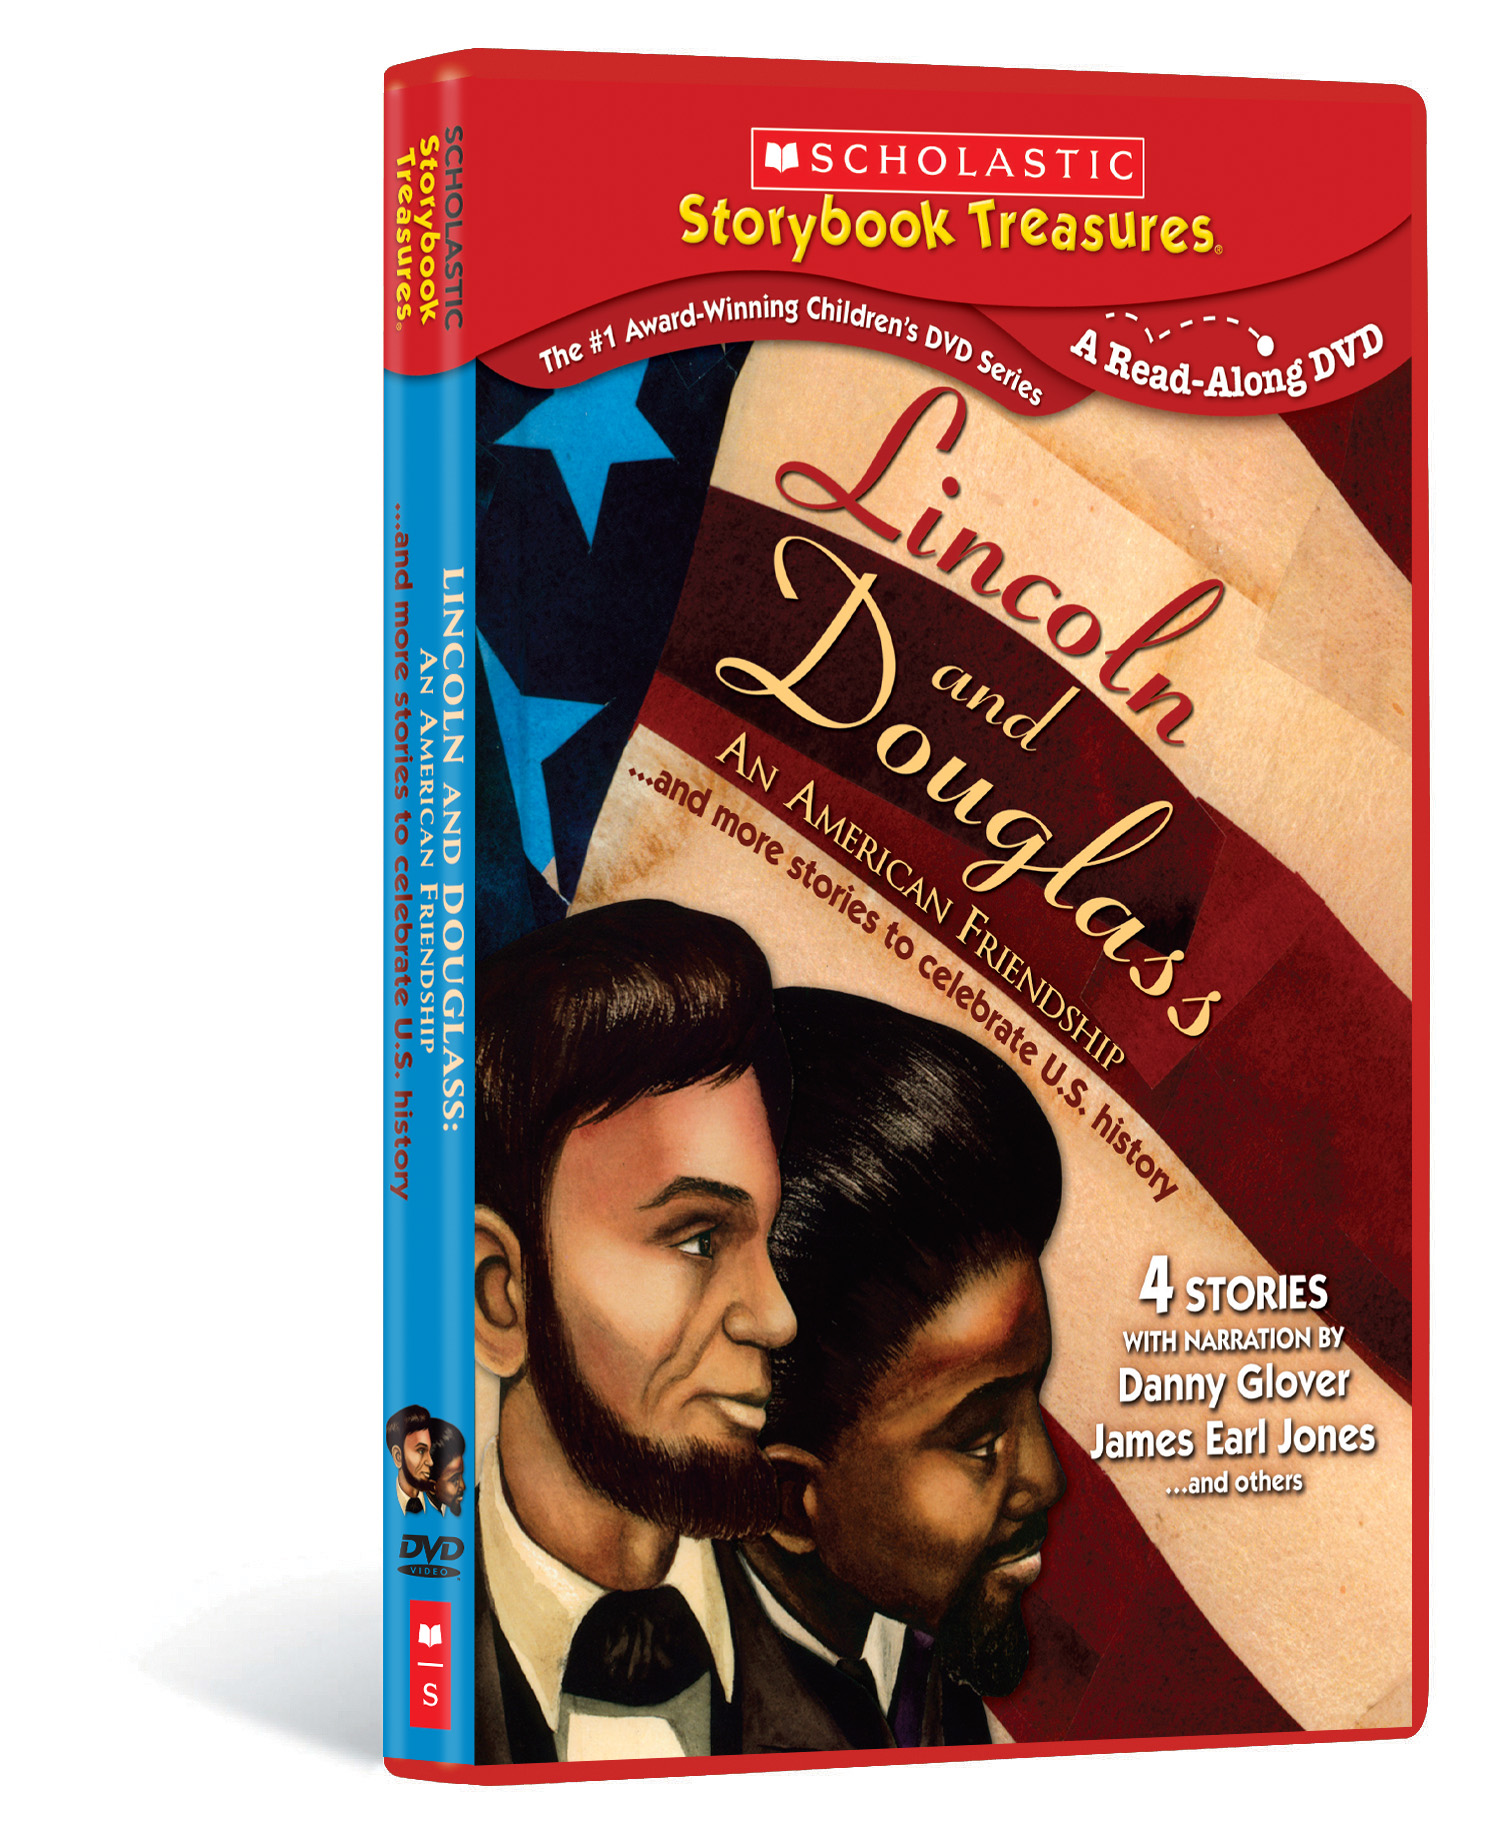 SCHOLASTIC
Storybook Treasures®
The #1 Award-Winning Children's DVD Series
A Read-Along DVD
Lincoln
and
Douglass
AN AMERICAN FRIENDSHIP
...and more stories to celebrate U.S. history
4 STORIES
WITH NARRATION BY
Danny Glover
James Earl Jones
...and others
SCHOLASTIC
Storybook
Treasures®
LINCOLN AND DOUGLASS:
AN AMERICAN FRIENDSHIP
...and more stories to celebrate U.S. history
DVD
VIDEO
S